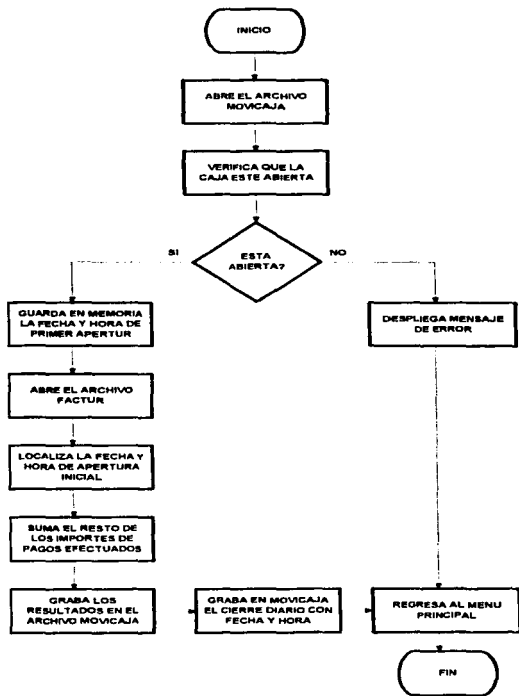 INICIO
ABRE EL ARCHIVO
MOVICAJA
VERIFICA QUE LA
CAJA ESTE ABIERTA
ESTA
ABIERTA?
SI
NO
GUARDA EN MEMORIA
LA FECHA Y HORA DE
PRIMER APERTUR
DESPLIEGA MENSAJE
DE ERROR
ABRE EL ARCHIVO
FACTUR
LOCALIZA LA FECHA Y
HORA DE APERTURA
INICIAL
SUMA EL RESTO DE
LOS IMPORTES DE
PAGOS EFECTUADOS
GRABA LOS
RESULTADOS EN EL
ARCHIVO MOVICAJA
GRABA EN MOVICAJA
EL CIERRE DIARIO CON
FECHA Y HORA
REGRESA AL MENU
PRINCIPAL
FIN